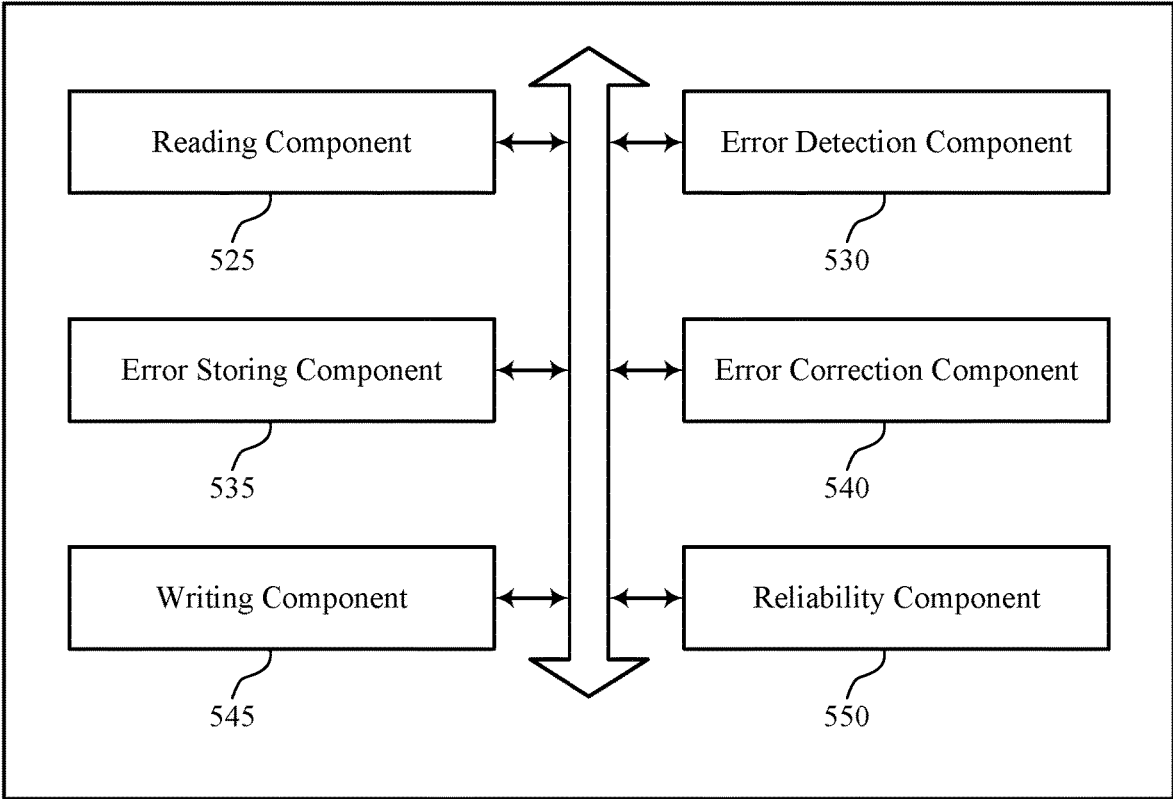 Reading Component
Error Detection Component
525
530
Error Storing Component
Error Correction Component
535
540
Writing Component
Reliability Component
545
550